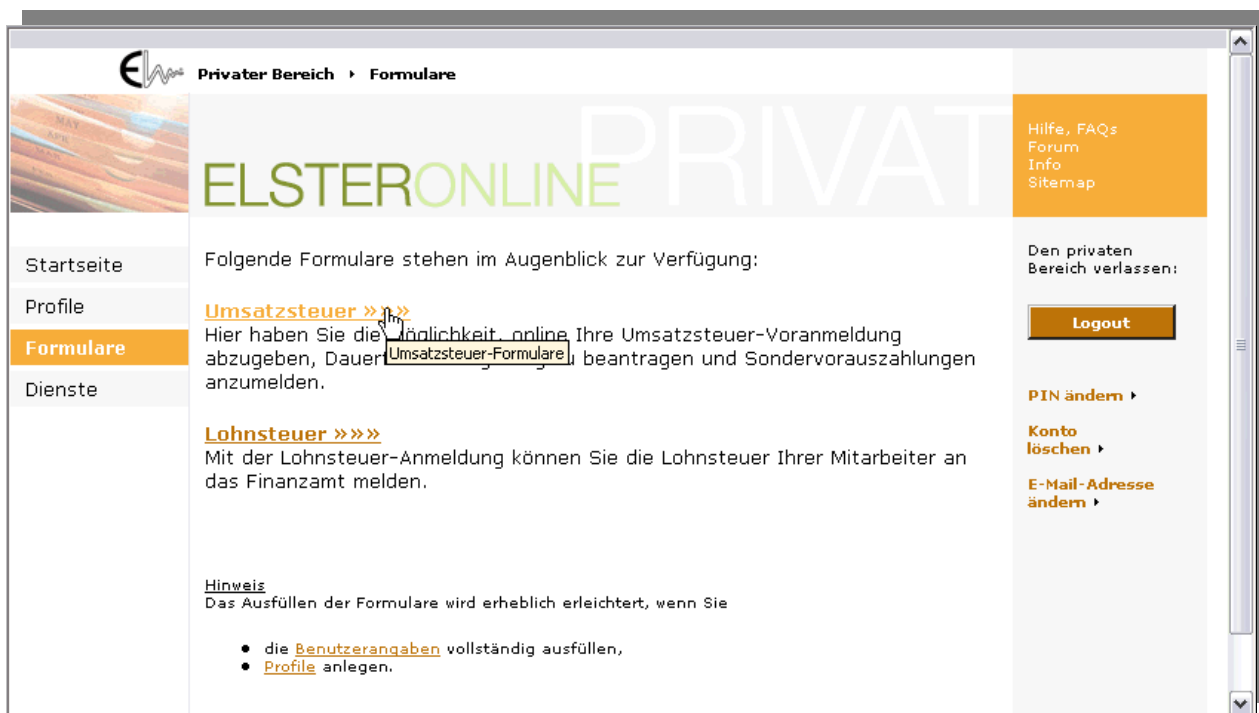 Privater Bereich ▸ Formulare
MAY
APR
MAR
ELSTERONLINE
PRIVAT
Hilfe, FAQs
Forum
Info
Sitemap
Startseite
Profile
Formulare
Dienste
Folgende Formulare stehen im Augenblick zur Verfügung:
Umsatzsteuer »»»
Hier haben Sie die Möglichkeit, online Ihre Umsatzsteuer-Voranmeldung
abzugeben, Dauer zu beantragen und Sondervorauszahlungen
Umsatzsteuer-Formulare
anzumelden.
Lohnsteuer »»»
Mit der Lohnsteuer-Anmeldung können Sie die Lohnsteuer Ihrer Mitarbeiter an
das Finanzamt melden.
Hinweis
Das Ausfüllen der Formulare wird erheblich erleichtert, wenn Sie
● die Benutzerangaben vollständig ausfüllen,
● Profile anlegen.
Den privaten
Bereich verlassen:
Logout
PIN ändern ▸
Konto
löschen ▸
E-Mail-Adresse
ändern ▸